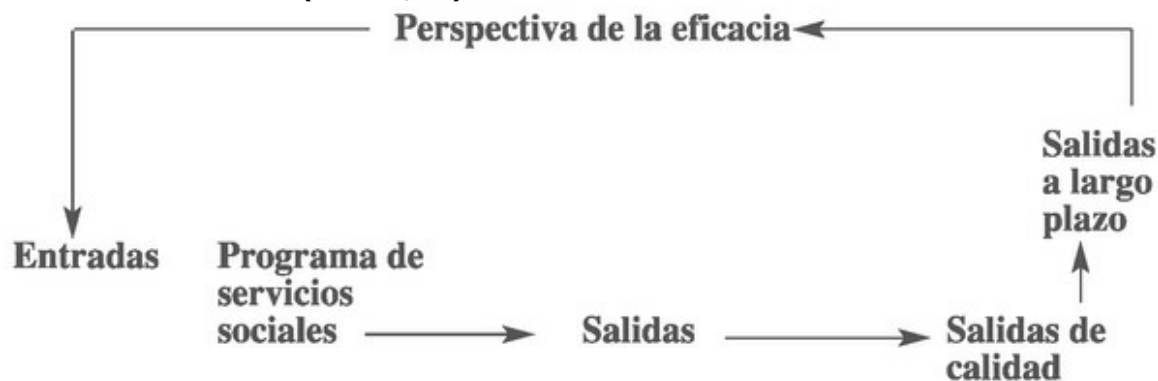 Perspectiva de la eficacia
Salidas
a largo
plazo
Entradas
Programa de
servicios
sociales
Salidas
Salidas de
calidad